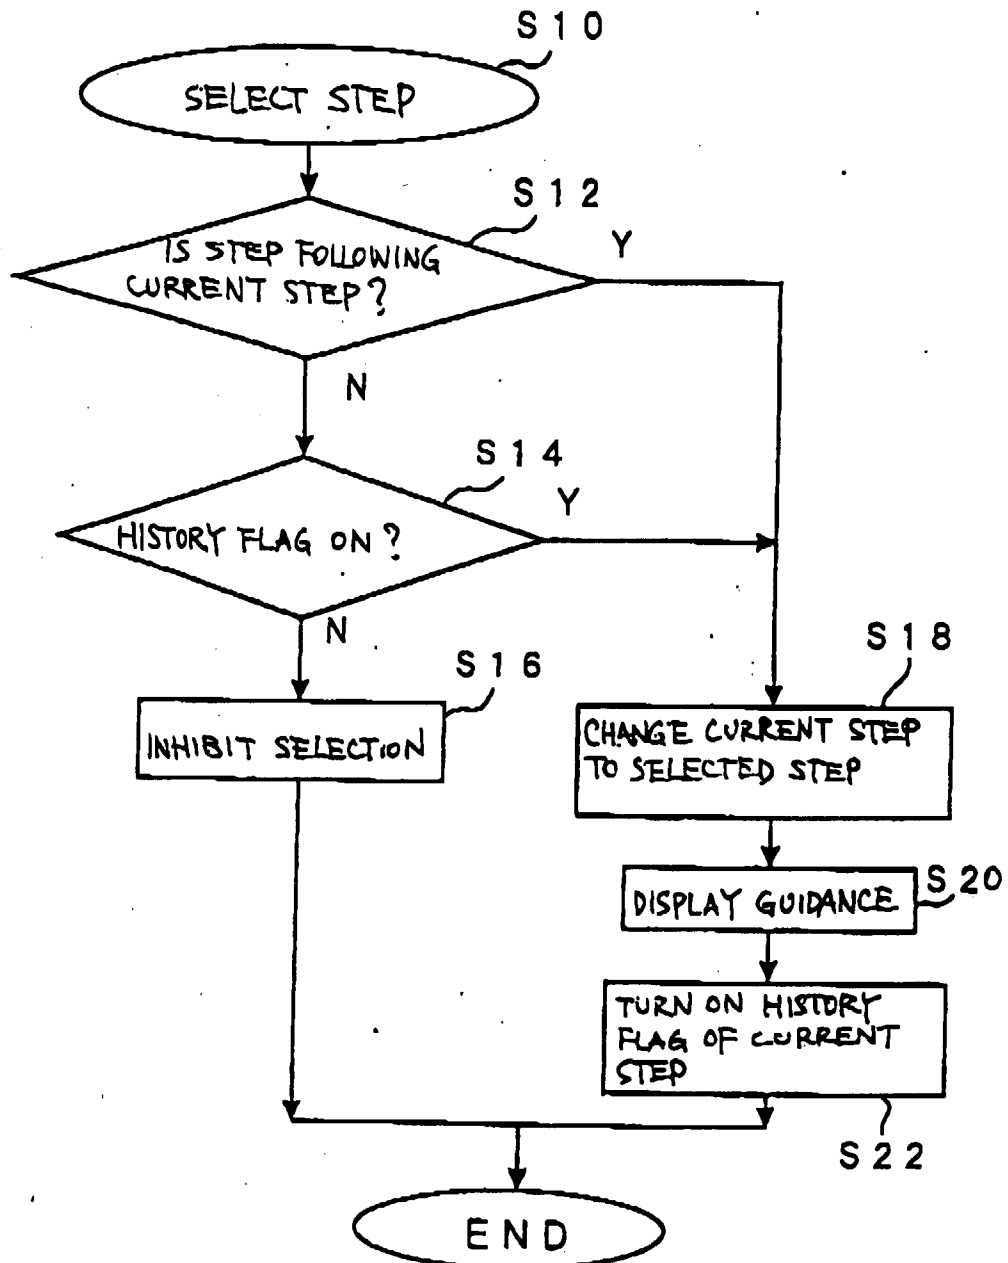 S10
SELECT STEP
S12
IS STEP FOLLOWING
CURRENT STEP?
Y
N
S14
HISTORY FLAG ON?
Y
N
S16
INHIBIT SELECTION
S18
CHANGE CURRENT STEP
TO SELECTED STEP
S20
DISPLAY GUIDANCE
TURN ON HISTORY
FLAG OF CURRENT
STEP
S22
END